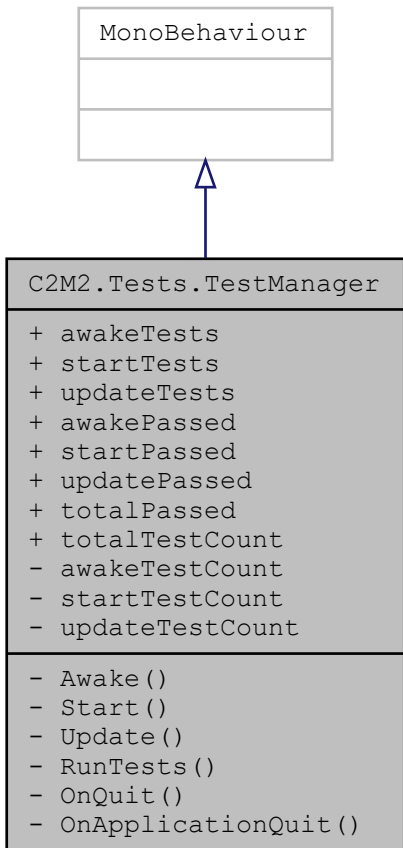 MonoBehaviour
C2M2.Tests.TestManager
+ awakeTests
+ startTests
+ updateTests
+ awakePassed
+ startPassed
+ updatePassed
+ totalPassed
+ totalTestCount
- awakeTestCount
- startTestCount
- updateTestCount
- Awake()
- Start()
- Update()
- RunTests()
- OnQuit()
- OnApplicationQuit()